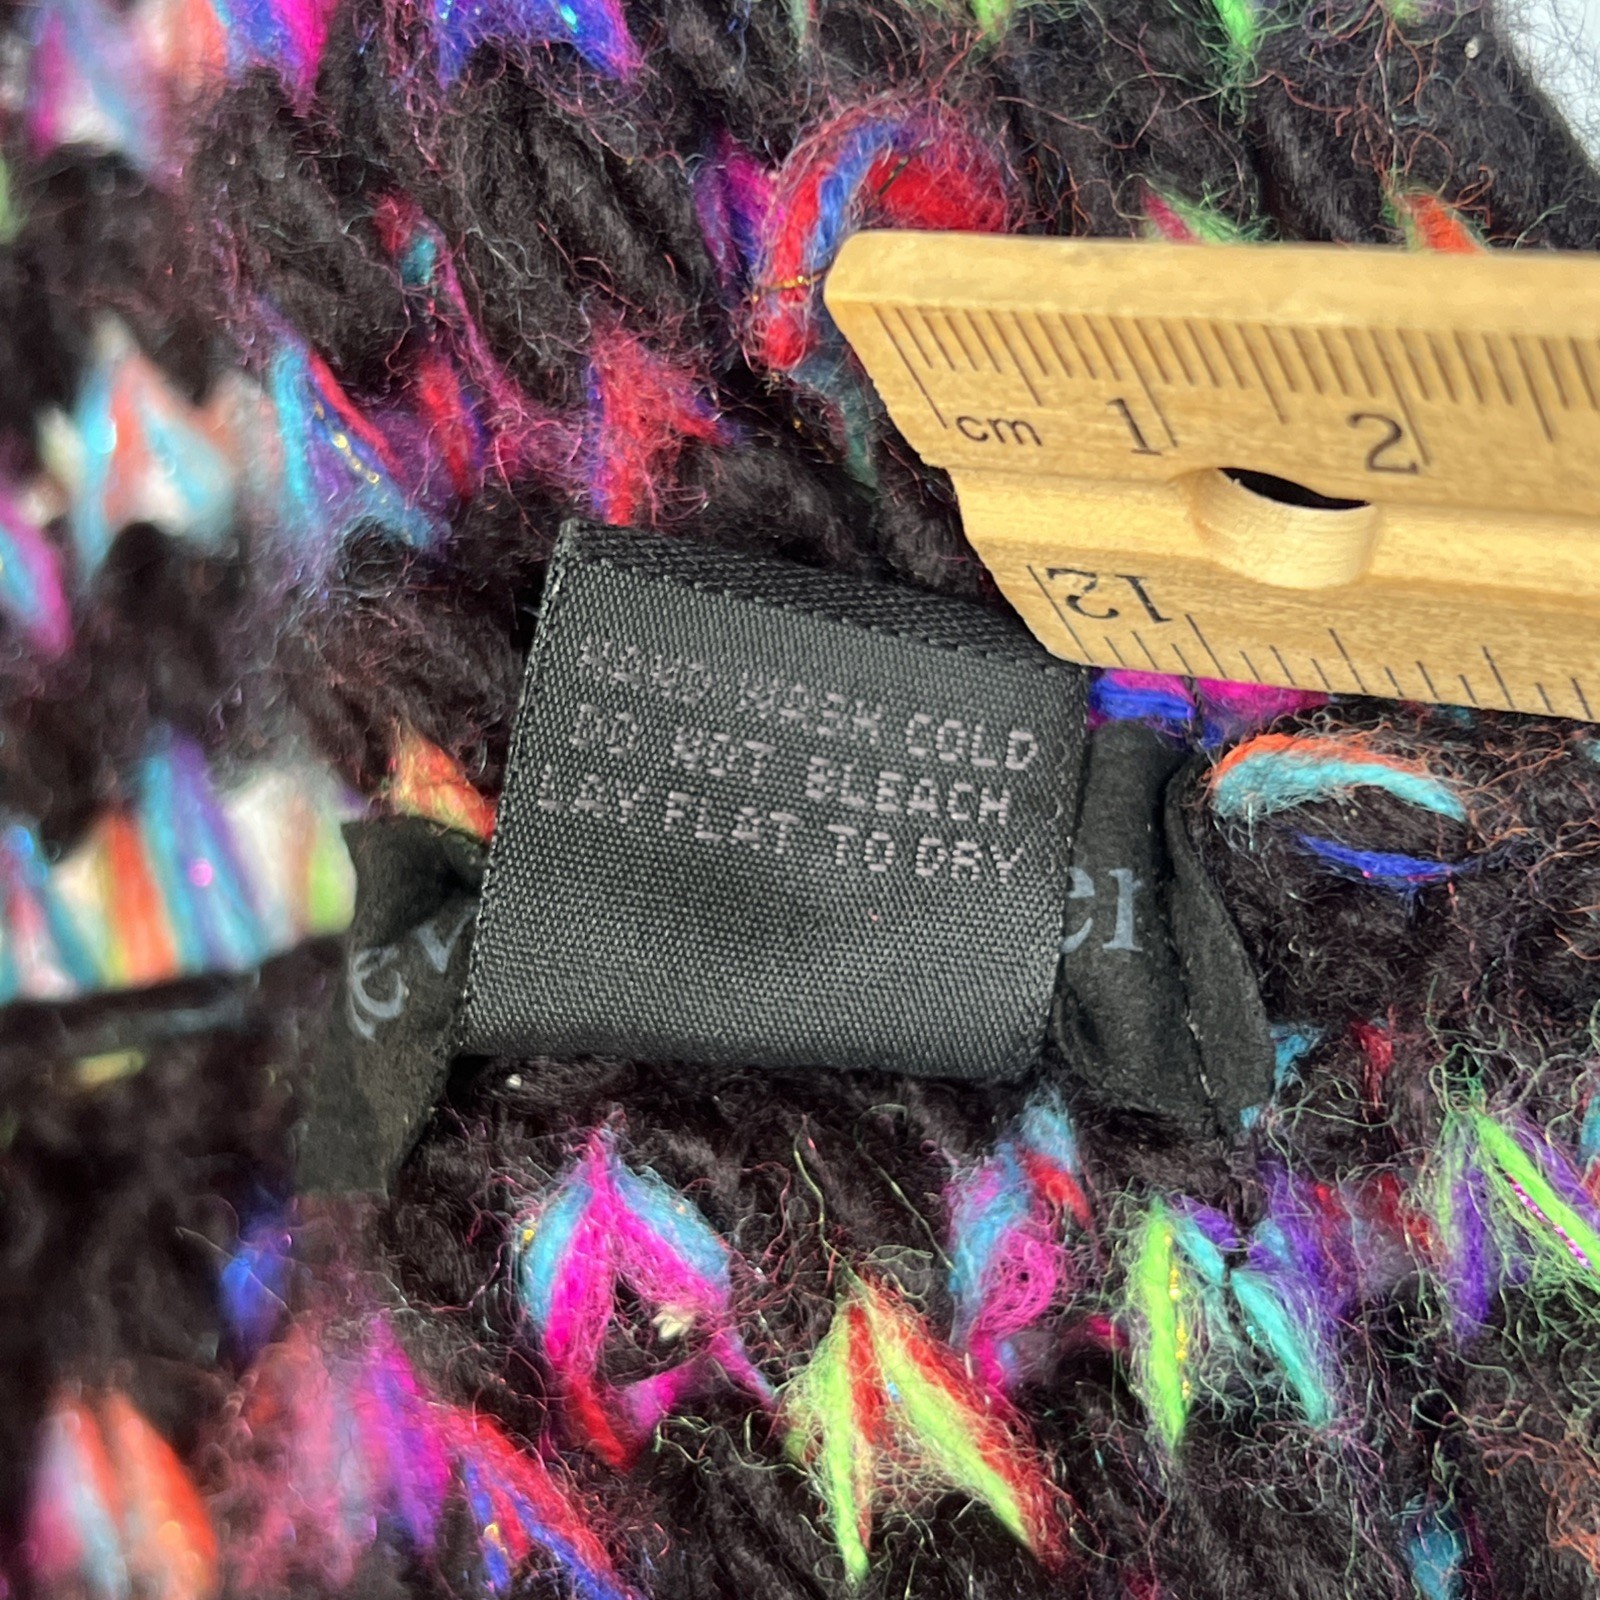 cm 1 2
12
HAND WASH COLD
DO NOT BLEACH
LAY FLAT TO DRY